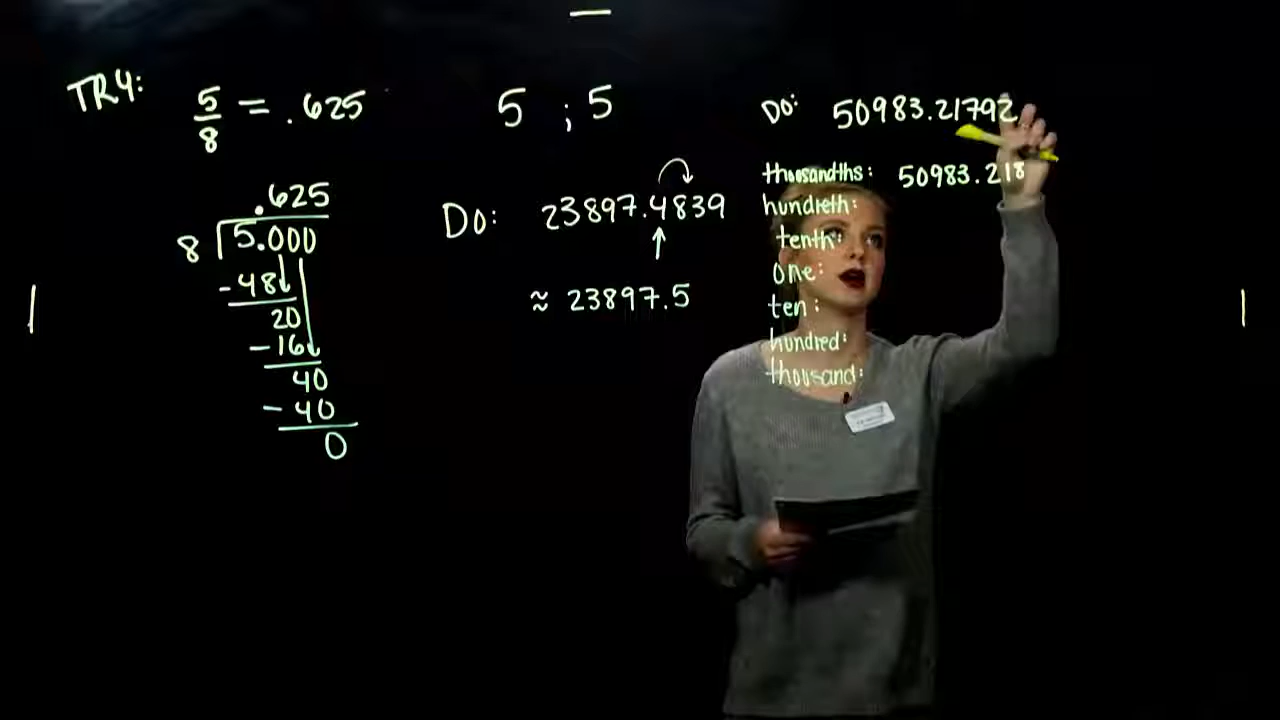 TRY:
5/8 = .625
.625
8 5.000
-48
20
-16
40
- 40
0
5 ; 5
Do: 23897.4839
≈ 23897.5
Do: 50983.21792
thousandths: 50983.218
hundreth:
tenth:
one:
ten:
hundred:
thousand: